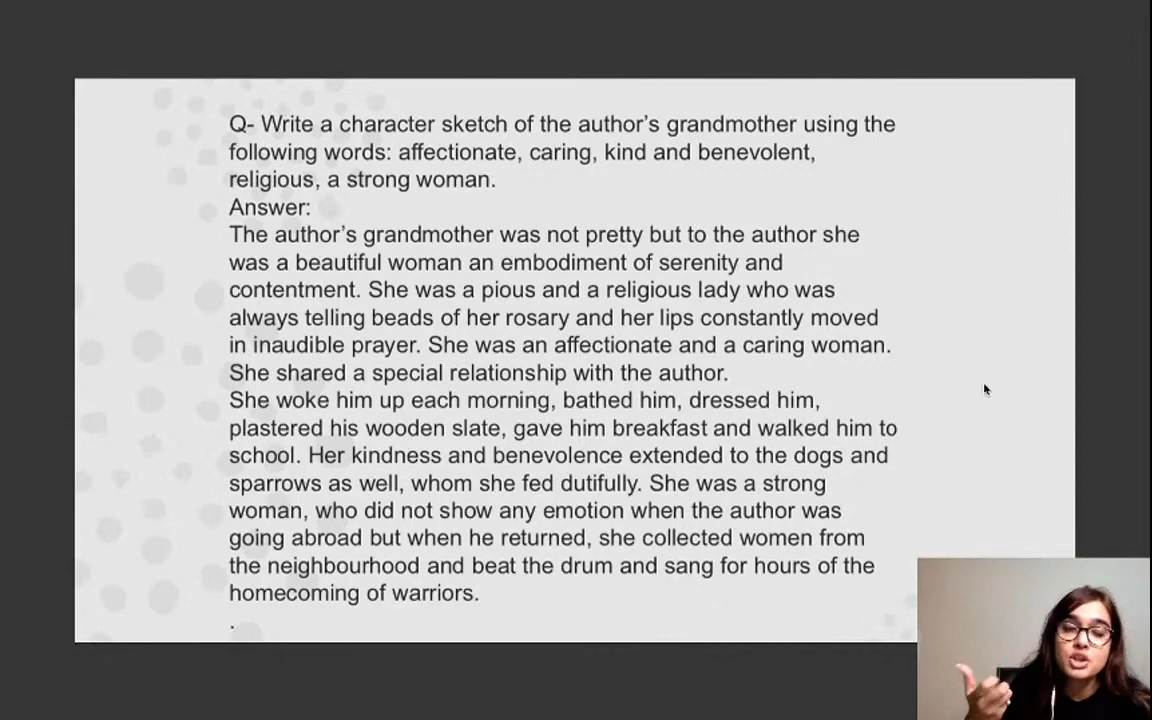 Q- Write a character sketch of the author's grandmother using the
following words: affectionate, caring, kind and benevolent,
religious, a strong woman.
Answer:
The author's grandmother was not pretty but to the author she
was a beautiful woman an embodiment of serenity and
contentment. She was a pious and a religious lady who was
always telling beads of her rosary and her lips constantly moved
in inaudible prayer. She was an affectionate and a caring woman.
She shared a special relationship with the author.
She woke him up each morning, bathed him, dressed him,
plastered his wooden slate, gave him breakfast and walked him to
school. Her kindness and benevolence extended to the dogs and
sparrows as well, whom she fed dutifully. She was a strong
woman, who did not show any emotion when the author was
going abroad but when he returned, she collected women from
the neighbourhood and beat the drum and sang for hours of the
homecoming of warriors.
.